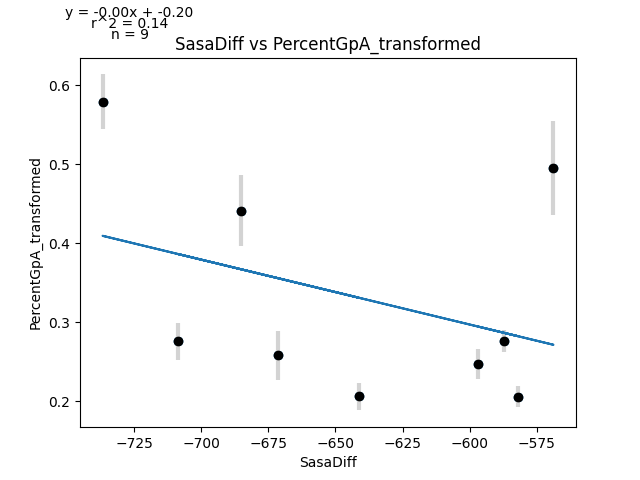 y = -0.00x + -0.20
r^2 = 0.14
n = 9
SasaDiff vs PercentGpA_transformed
0.6
0.5
0.4
0.3
0.2
PercentGpA_transformed
−725
−700
−675
−650
−625
−600
−575
SasaDiff